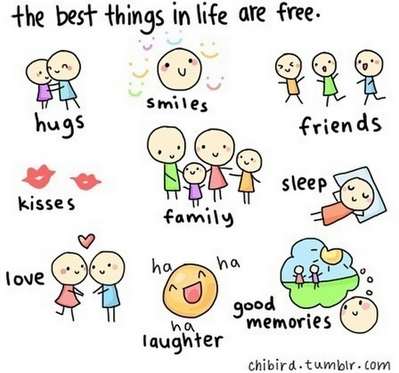 the best things in life are free.
hugs
smiles
friends
kisses
family
sleep
love
ha
ha
ha
laughter
good
memories
chibird.tumblr.com